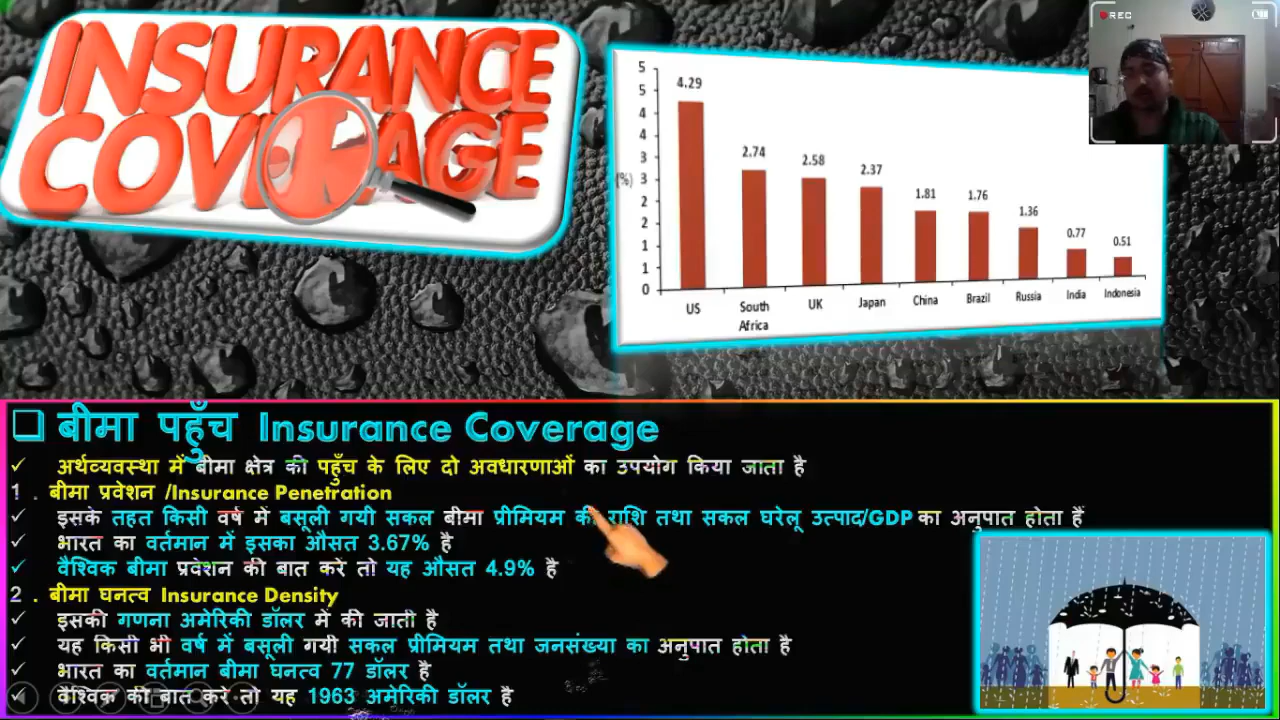 INSURANCE
COVERAGE
REC
5
5
4
4
3
3
2
2
1
1
0
(%)
4.29
2.74
2.58
2.37
1.81
1.76
1.36
0.77
0.51
US
South Africa
UK
Japan
China
Brazil
Russia
India
Indonesia
❑ बीमा पहुँच Insurance Coverage
✓ अर्थव्यवस्था में बीमा क्षेत्र की पहुँच के लिए दो अवधारणाओं का उपयोग किया जाता है
1 . बीमा प्रवेशन /Insurance Penetration
✓ इसके तहत किसी वर्ष में बसूली गयी सकल बीमा प्रीमियम की राशि तथा सकल घरेलू उत्पाद/GDP का अनुपात होता है
✓ भारत का वर्तमान में इसका औसत 3.67% है
✓ वैश्विक बीमा प्रवेशन की बात करे तो यह औसत 4.9% है
2 . बीमा घनत्व Insurance Density
✓ इसकी गणना अमेरिकी डॉलर में की जाती है
✓ यह किसी भी वर्ष में बसूली गयी सकल प्रीमियम तथा जनसंख्या का अनुपात होता है
✓ भारत का वर्तमान बीमा घनत्व 77 डॉलर है
✓ वैश्विक की बात करे तो यह 1963 अमेरिकी डॉलर है